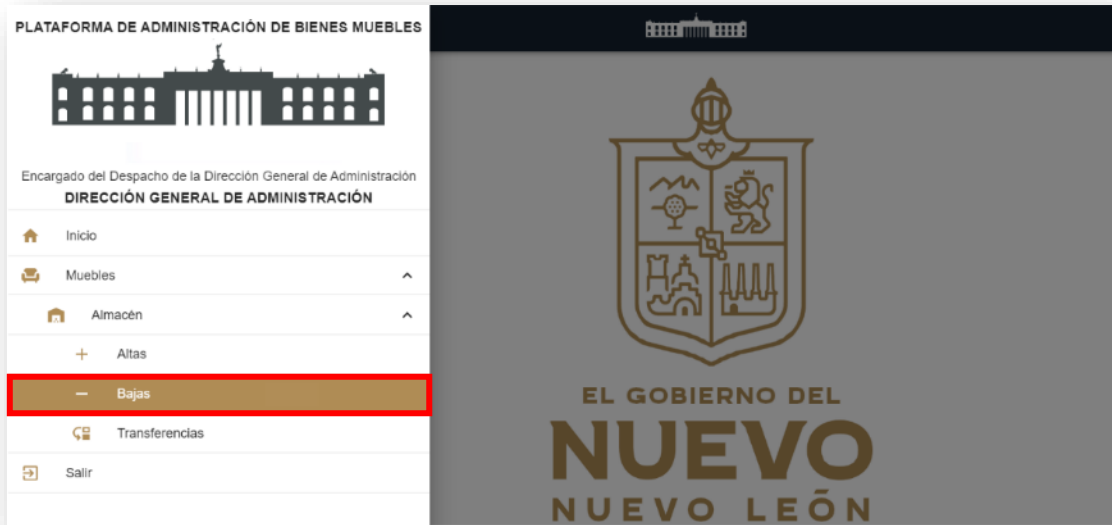 PLATAFORMA DE ADMINISTRACIÓN DE BIENES MUEBLES
Encargado del Despacho de la Dirección General de Administración
DIRECCIÓN GENERAL DE ADMINISTRACIÓN
Inicio
Muebles
Almacén
Altas
Bajas
Transferencias
Salir
EL GOBIERNO DEL
NUEVO
NUEVO LEÓN